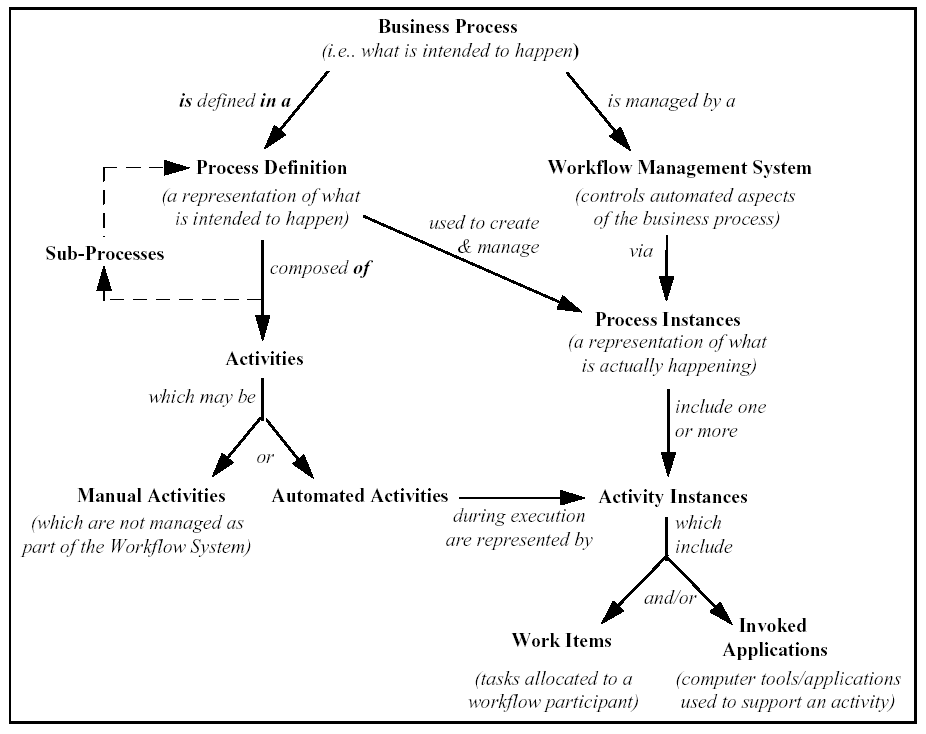 Business Process
(i.e.. what is intended to happen)
is defined in a
is managed by a
Process Definition
(a representation of what
is intended to happen)
Workflow Management System
(controls automated aspects
of the business process)
used to create
& manage
via
Sub-Processes
composed of
Process Instances
(a representation of what
is actually happening)
Activities
which may be
include one
or more
or
Manual Activities
(which are not managed as
part of the Workflow System)
Automated Activities
during execution
are represented by
Activity Instances
which
include
and/or
Work Items
(tasks allocated to a
workflow participant)
Invoked
Applications
(computer tools/applications
used to support an activity)